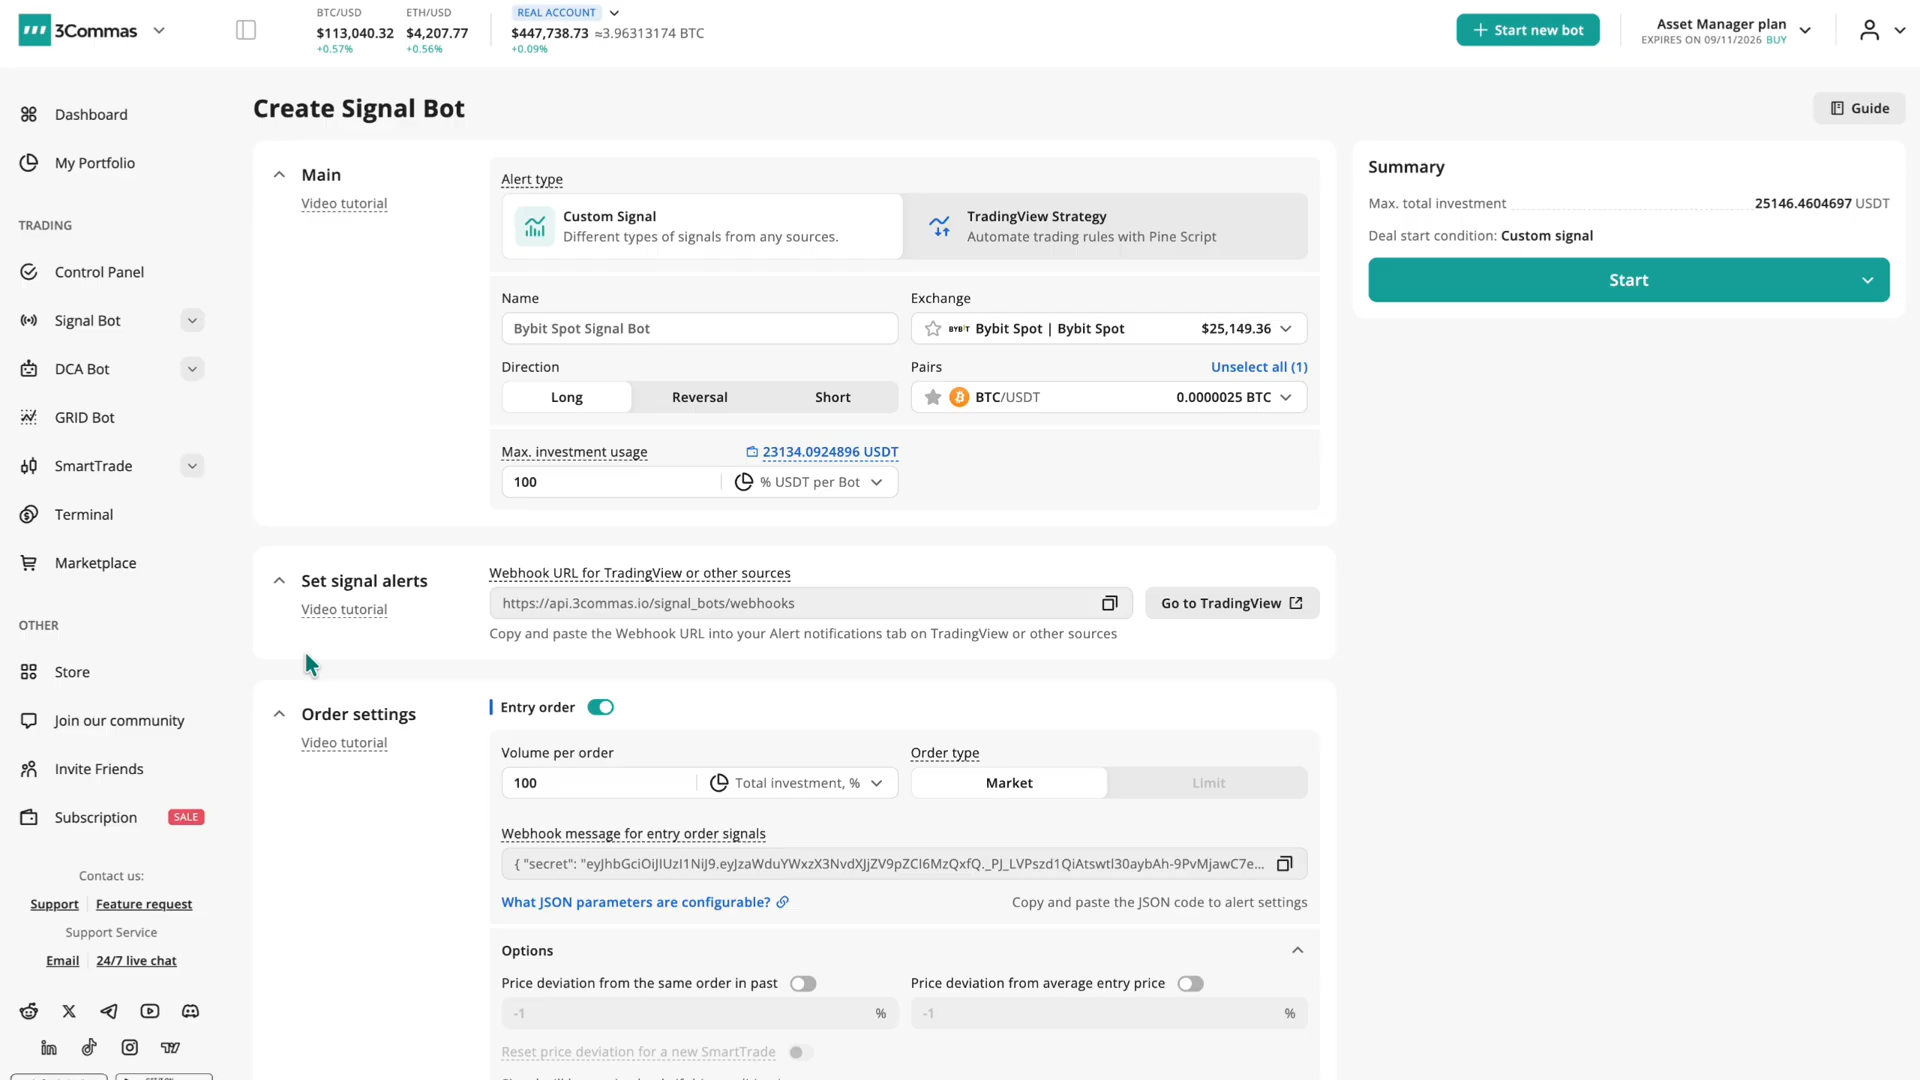 3Commas
BTC/USD
$113,040.32
+0.57%
ETH/USD
$4,207.77
+0.56%
REAL ACCOUNT
$447,738.73 ≈3.96313174 BTC
+0.09%
+ Start new bot
Asset Manager plan
EXPIRES ON 09/11/2026 BUY
Dashboard
My Portfolio
TRADING
Control Panel
Signal Bot
DCA Bot
GRID Bot
SmartTrade
Terminal
Marketplace
OTHER
Store
Join our community
Invite Friends
Subscription SALE
Contact us:
Support Feature request
Support Service
Email 24/7 live chat
Create Signal Bot
Guide
Main
Video tutorial
Alert type
Custom Signal
Different types of signals from any sources.
TradingView Strategy
Automate trading rules with Pine Script
Name
Bybit Spot Signal Bot
Exchange
BYBIT Bybit Spot | Bybit Spot $25,149.36
Direction
Long Reversal Short
Pairs Unselect all (1)
BTC/USDT 0.0000025 BTC
Max. investment usage 23134.0924896 USDT
100 % USDT per Bot
Set signal alerts
Video tutorial
Webhook URL for TradingView or other sources
https://api.3commas.io/signal_bots/webhooks
Go to TradingView
Copy and paste the Webhook URL into your Alert notifications tab on TradingView or other sources
Order settings
Video tutorial
Entry order
Volume per order
100 Total investment, %
Order type
Market Limit
Webhook message for entry order signals
{ "secret": "eyJhbGciOiJIUzI1NiJ9.eyJzaWduYWxzX3NvdXJjZV9pZCI6MzQxfQ._PJ_LVPszd1QiAtswtl30aybAh-9PvMjawC7e...
What JSON parameters are configurable?
Copy and paste the JSON code to alert settings
Options
Price deviation from the same order in past
-1 %
Price deviation from average entry price
-1 %
Reset price deviation for a new SmartTrade
Summary
Max. total investment 25146.4604697 USDT
Deal start condition: Custom signal
Start